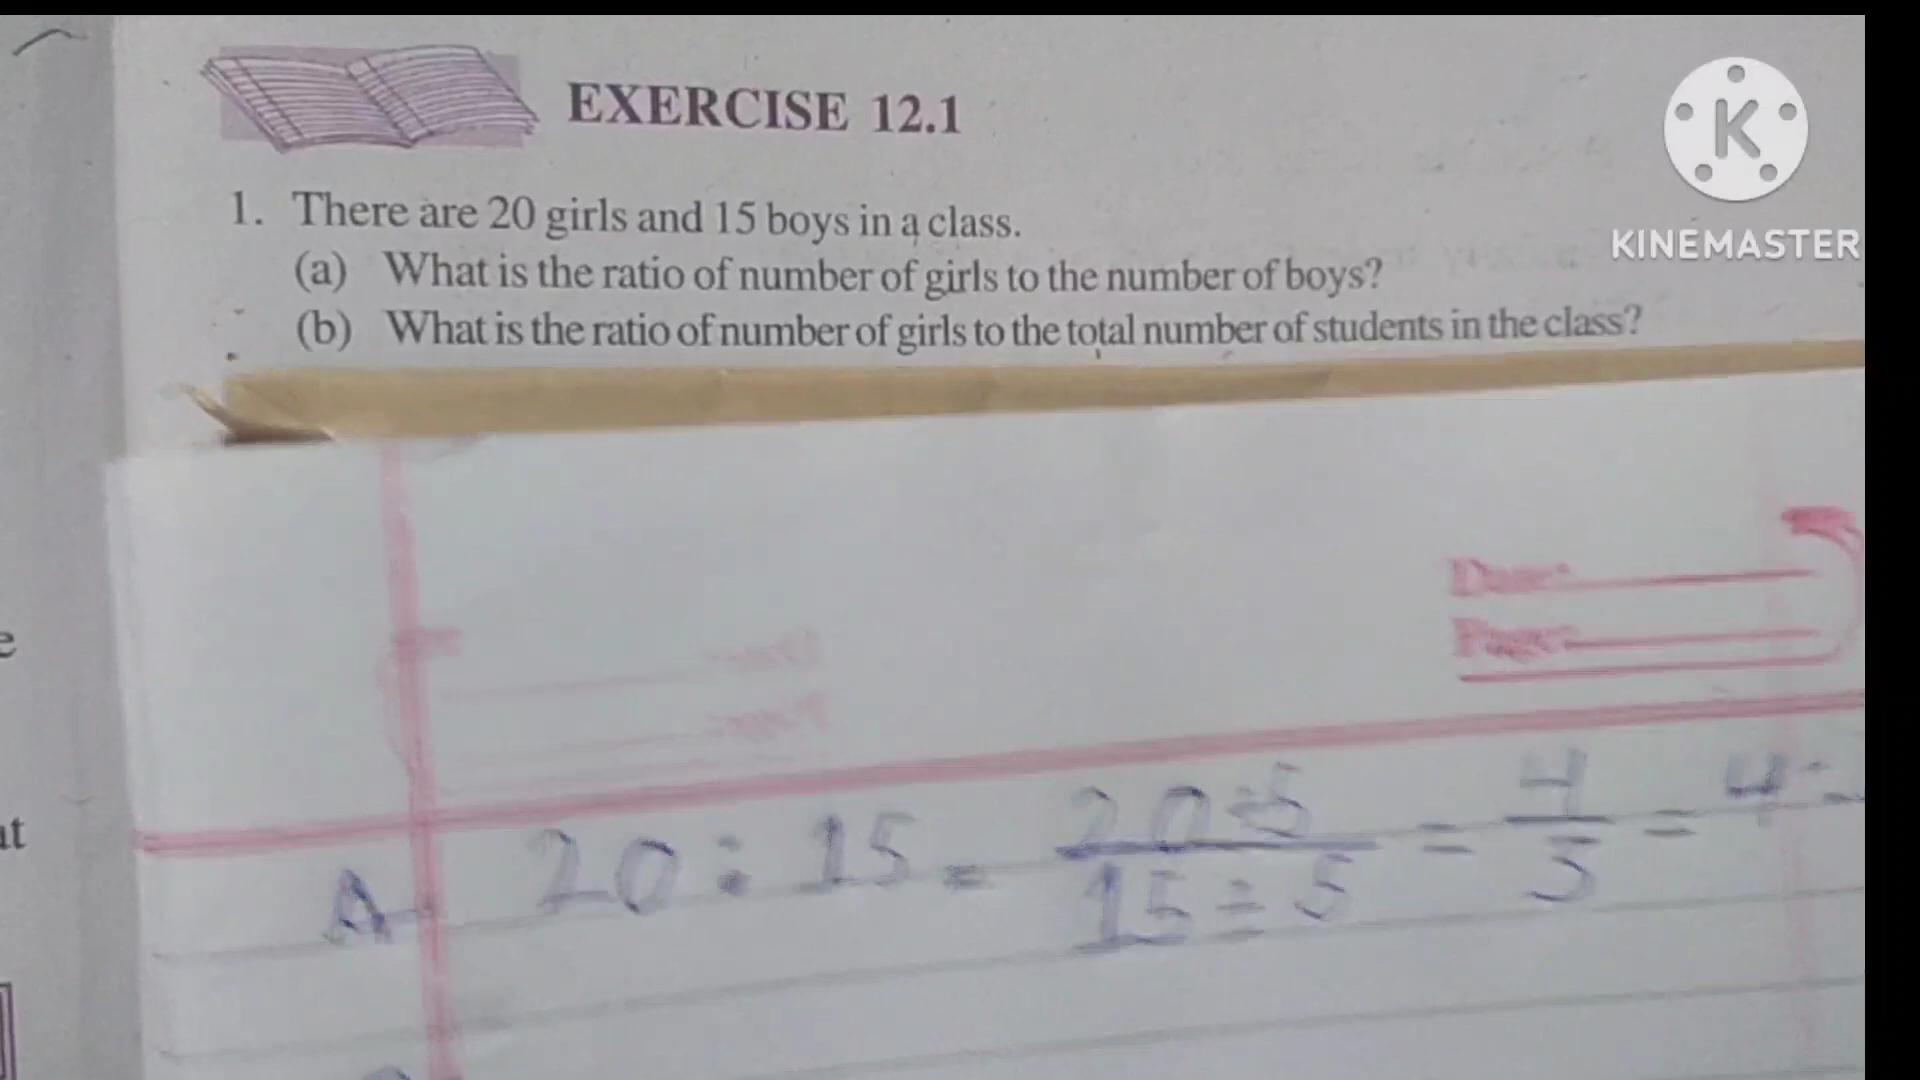 EXERCISE 12.1
K
KINEMASTER
1. There are 20 girls and 15 boys in a class.
(a) What is the ratio of number of girls to the number of boys?
(b) What is the ratio of number of girls to the total number of students in the class?
Date:
Page:
A 20 : 15 = 20÷5 / 15÷5 = 4/3 = 4: